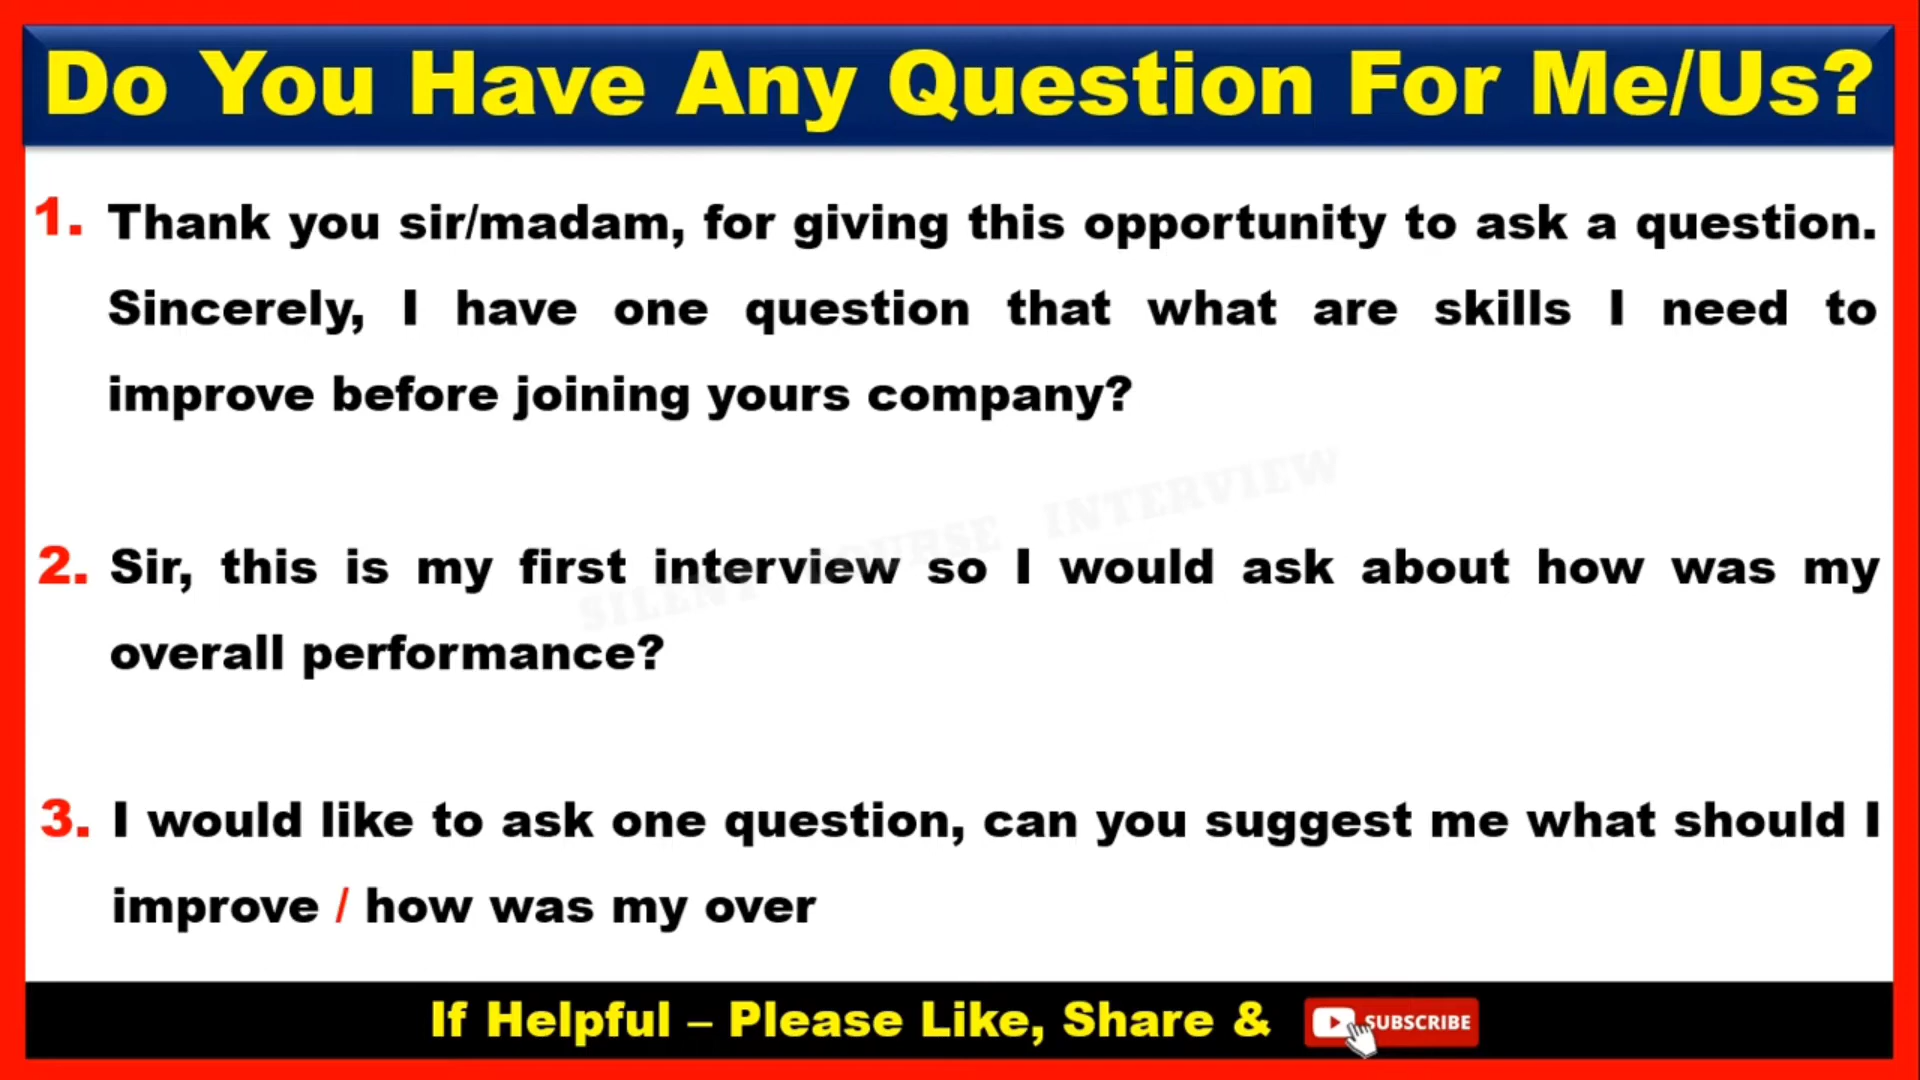 Do You Have Any Question For Me/Us?
1. Thank you sir/madam, for giving this opportunity to ask a question.
Sincerely, I have one question that what are skills I need to
improve before joining yours company?
SILENT COURSE INTERVIEW
2. Sir, this is my first interview so I would ask about how was my
overall performance?
3. I would like to ask one question, can you suggest me what should I
improve / how was my over
If Helpful – Please Like, Share &
SUBSCRIBE